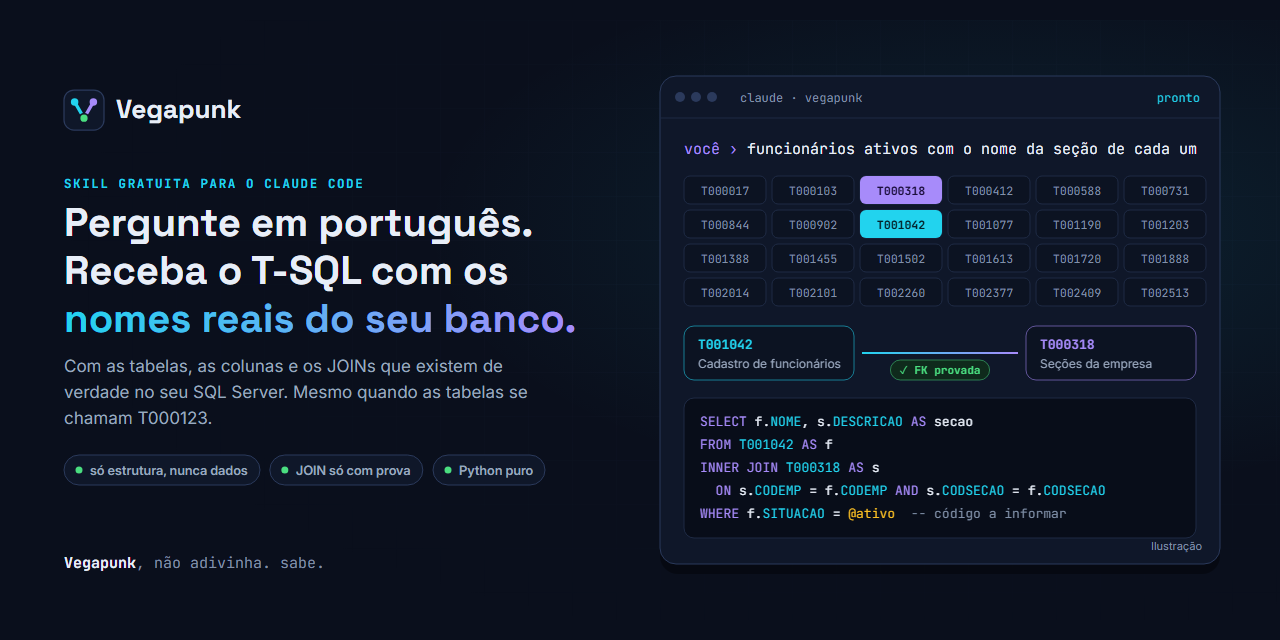 Vegapunk
SKILL GRATUITA PARA O CLAUDE CODE
Pergunte em português.
Receba o T-SQL com os
nomes reais do seu banco.
Com as tabelas, as colunas e os JOINs que existem de
verdade no seu SQL Server. Mesmo quando as tabelas se
chamam T000123.
só estrutura, nunca dados
JOIN só com prova
Python puro
Vegapunk, não adivinha. sabe.
claude · vegapunk
pronto
você › funcionários ativos com o nome da seção de cada um
T000017 T000103 T000318 T000412 T000588 T000731
T000844 T000902 T001042 T001077 T001190 T001203
T001388 T001455 T001502 T001613 T001720 T001888
T002014 T002101 T002260 T002377 T002409 T002513
T001042
Cadastro de funcionários
✓ FK provada
T000318
Seções da empresa
SELECT f.NOME, s.DESCRICAO AS secao
FROM T001042 AS f
INNER JOIN T000318 AS s
ON s.CODEMP = f.CODEMP AND s.CODSECAO = f.CODSECAO
WHERE f.SITUACAO = @ativo -- código a informar
Ilustração